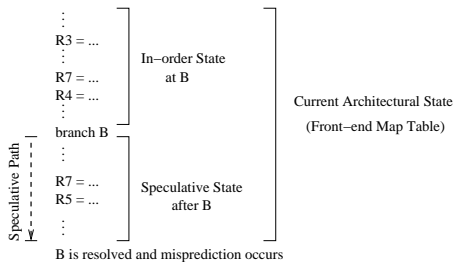 R3 = ...
R7 = ...
R4 = ...
In-order State
at B
branch B
Speculative Path
R7 = ...
R5 = ...
Speculative State
after B
Current Architectural State
(Front-end Map Table)
B is resolved and misprediction occurs